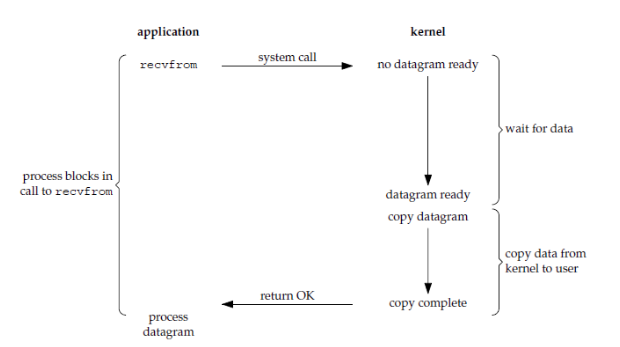 application
kernel
recvfrom
system call
no datagram ready
wait for data
process blocks in
call to recvfrom
datagram ready
copy datagram
copy data from
kernel to user
return OK
copy complete
process
datagram